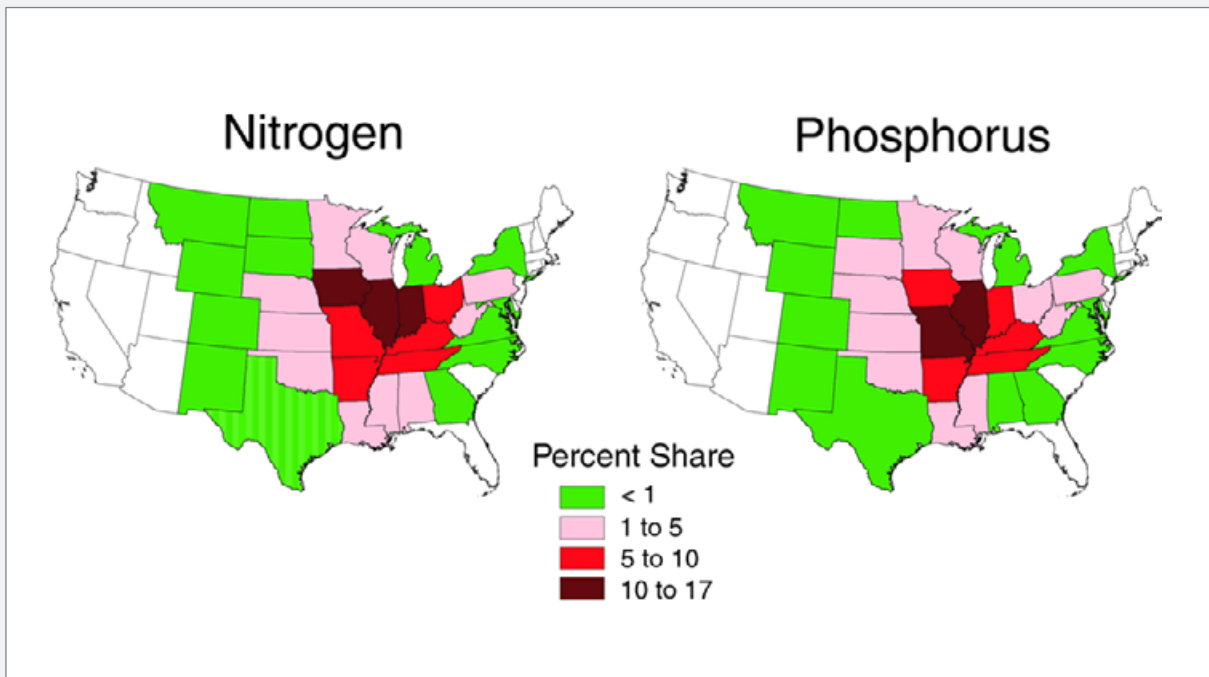 Nitrogen
Phosphorus
Percent Share
< 1
1 to 5
5 to 10
10 to 17